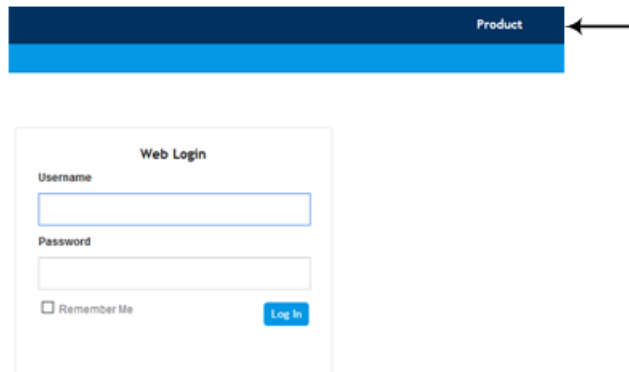 Product
Web Login
Username
Password
Remember Me
Log In